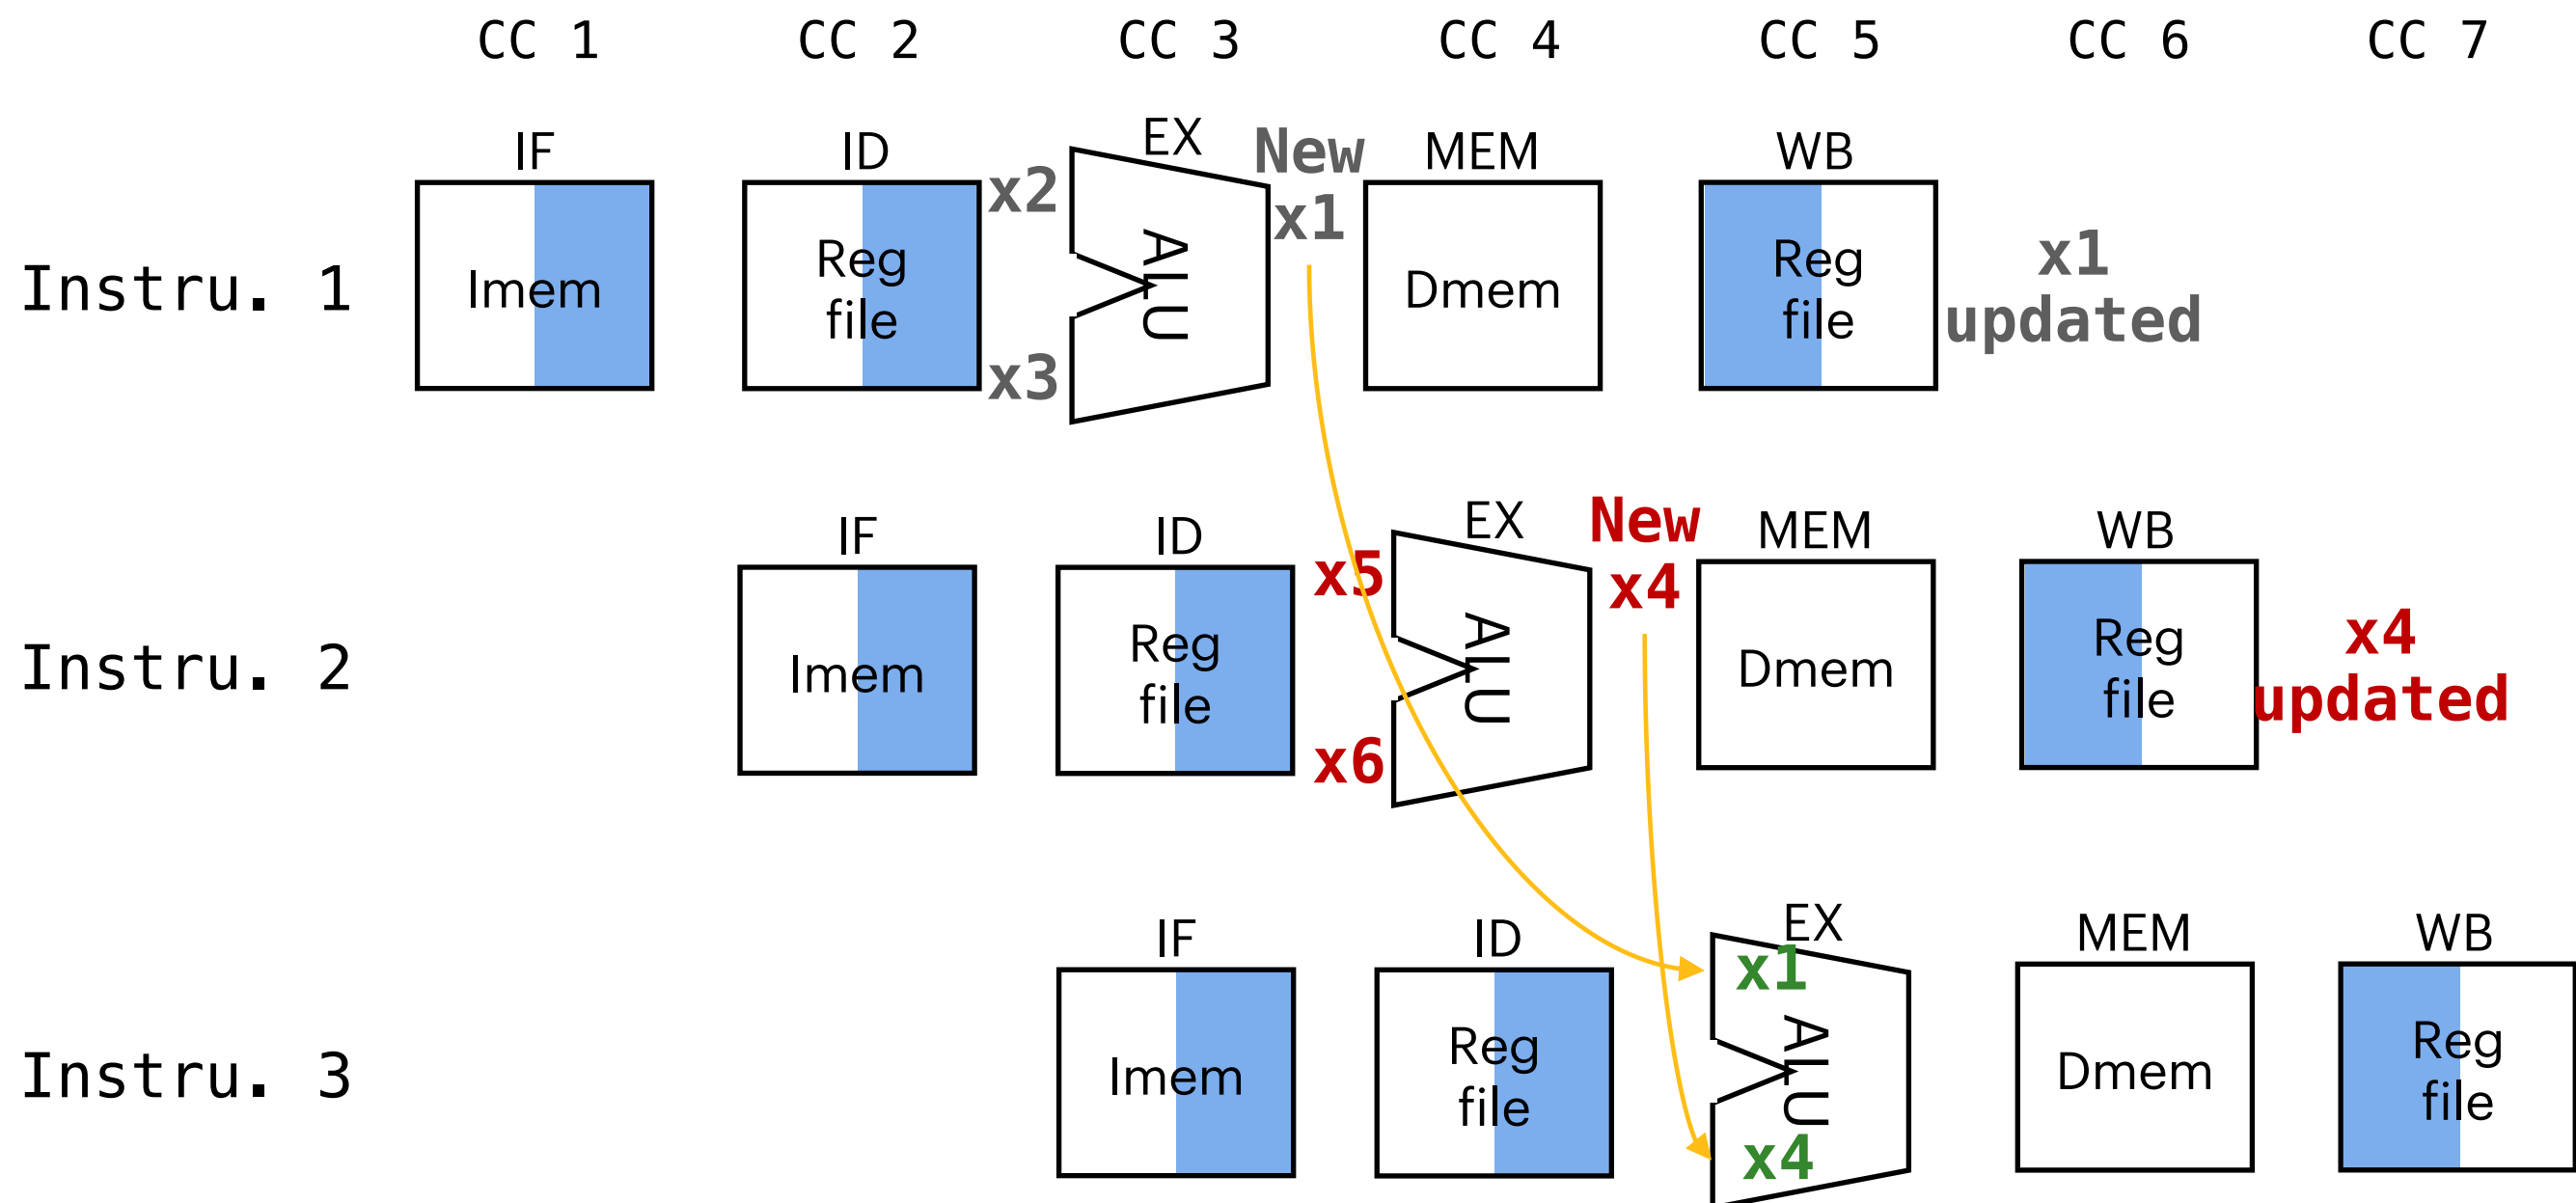 CC 1 CC 2 CC 3 CC 4 CC 5 CC 6 CC 7
IF ID EX New MEM WB
x2 x1
Instru. 1 Imem Reg file ALU Dmem Reg file x1 updated
x3
IF ID EX New MEM WB
x5 x4
Instru. 2 Imem Reg file ALU Dmem Reg file x4 updated
x6
IF ID EX MEM WB
x1
Instru. 3 Imem Reg file ALU Dmem Reg file
x4